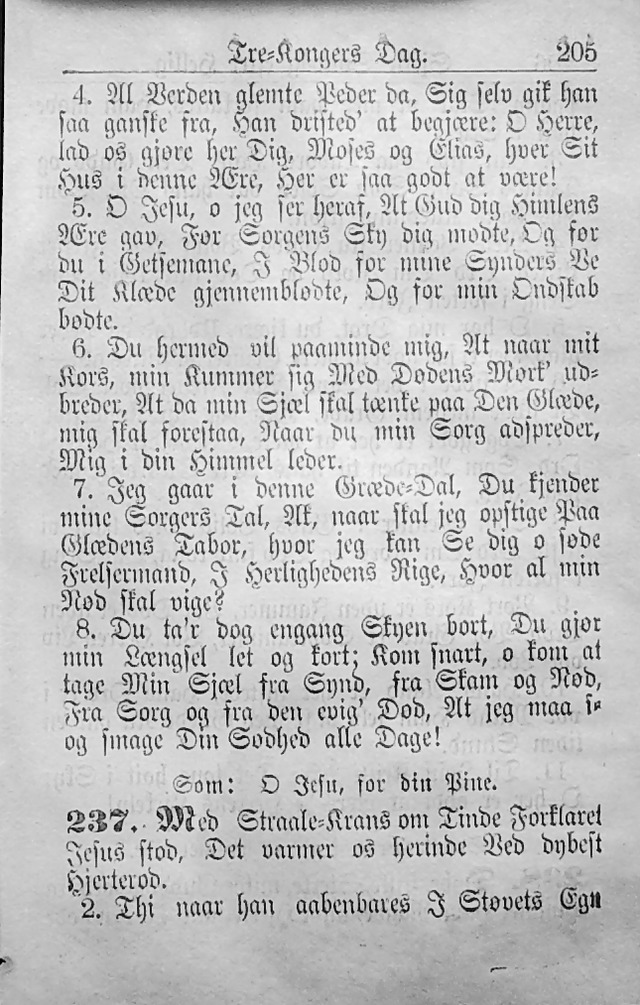 Tre-Kongers Dag. 205
4. Al Verden glemte Peder da, Sig selv gik han
saa ganske fra, Han dristed' at begjære: O Herre,
lad os gjøre her Dig, Moses og Elias, hver Sit
Hus i denne Ære, Her er saa godt at være!
5. O Jesu, o jeg ser heraf, At Gud dig Himlens
Ære gav, Før Sorgens Sky dig mødte, Og før
du i Getsemane, I Blod for mine Synders Ve
Dit Klæde gjennemblødte, Og for min Ondskab
bødte.
6. Du hermed vil paaminde mig, At naar mit
Kors, min Kummer sig Med Dødens Mørk' ud-
breder, At da min Sjæl skal tænke paa Den Glæde,
mig skal forestaa, Naar du min Sorg adspreder,
Mig i din Himmel leder.
7. Jeg gaar i denne Græde-Dal, Du kjender
mine Sorgers Tal, Ak, naar skal jeg opstige Paa
Glædens Tabor, hvor jeg kan Se dig o søde
Frelsermand, I Herlighedens Rige, Hvor al min
Nød skal vige?
8. Du ta'r dog engang Skyen bort, Du gjør
min Længsel let og kort; Kom snart, o kom at
tage Min Sjæl fra Synd, fra Skam og Nød,
Fra Sorg og fra den evig' Død, At jeg maa se
og smage Din Sødhed alle Dage!
Som: O Jesu, for din Pine.
237. Med Straale-Krans om Tinde Forklaret
Jesus stod, Det varmer os herinde Ved dybest
Hjerterod.
2. Thi naar han aabenbares I Støvets Egn